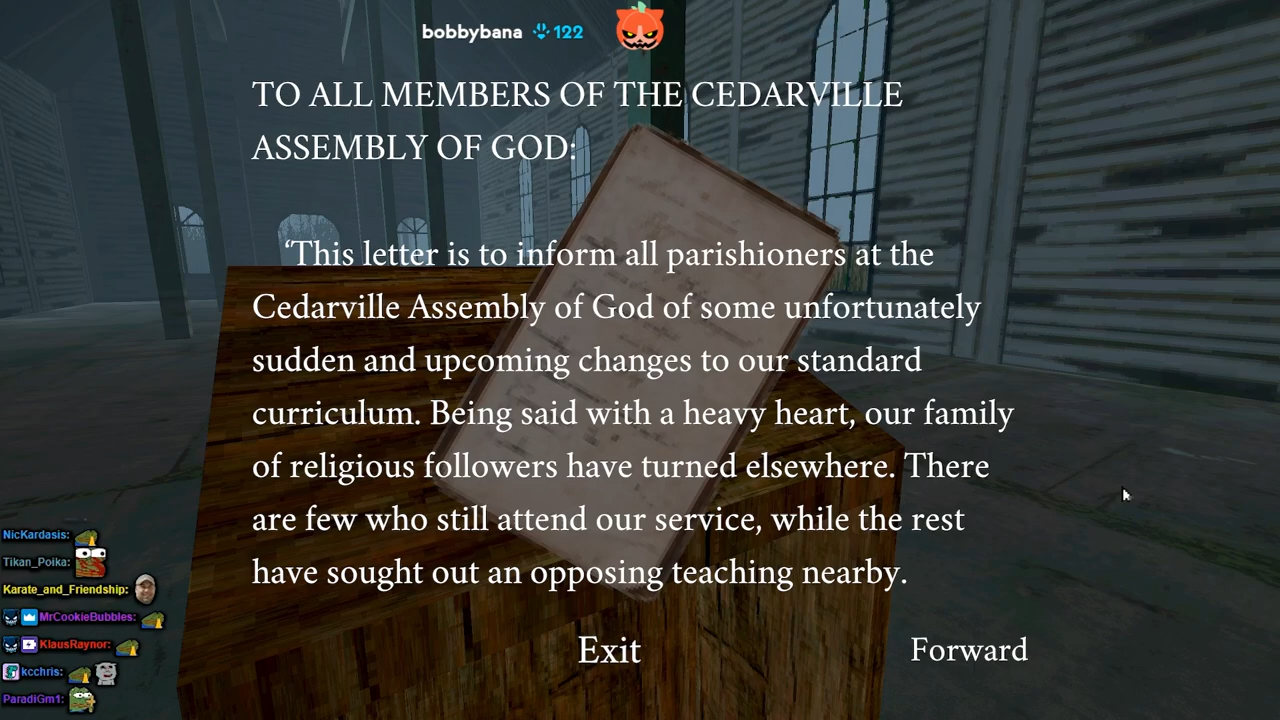 bobbybana 122
TO ALL MEMBERS OF THE CEDARVILLE
ASSEMBLY OF GOD:
‘This letter is to inform all parishioners at the
Cedarville Assembly of God of some unfortunately
sudden and upcoming changes to our standard
curriculum. Being said with a heavy heart, our family
of religious followers have turned elsewhere. There
are few who still attend our service, while the rest
have sought out an opposing teaching nearby.
Exit
Forward
NicKardasis:
Tikan_Poika:
Karate_and_Friendship:
MrCookieBubbles:
KlausRaynor:
kcchris:
ParadiGm1: